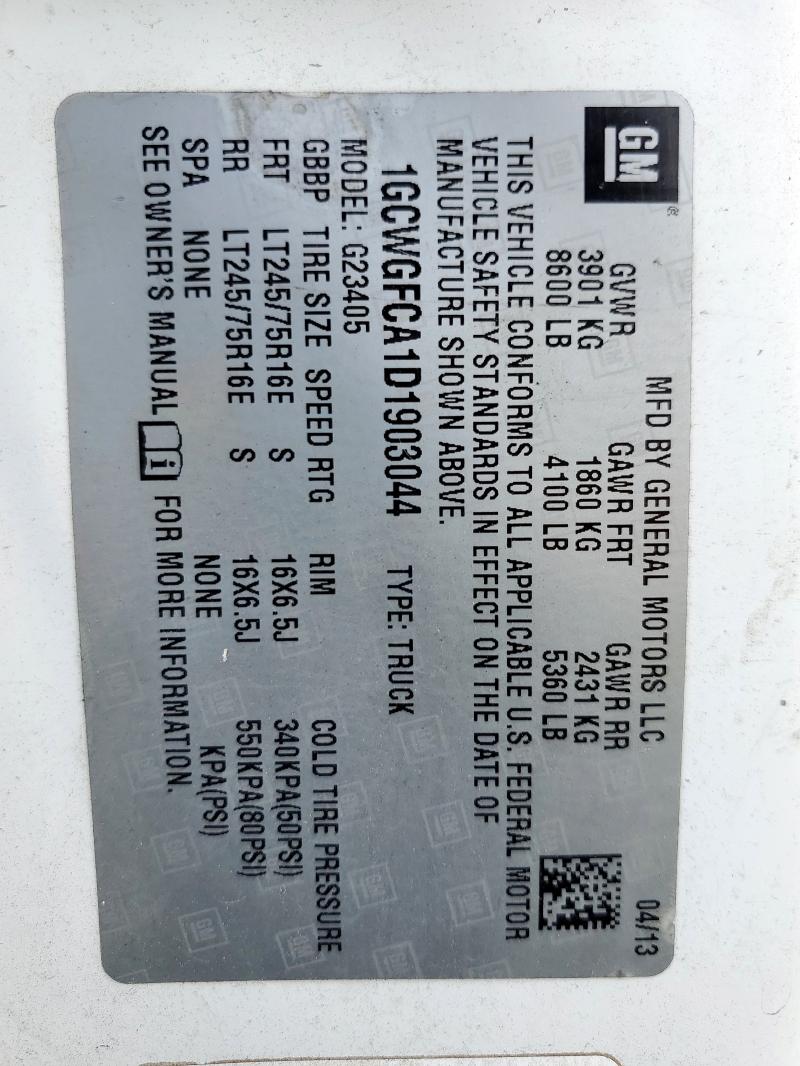 GM®
MFD BY GENERAL MOTORS LLC 04/13
GVWR GAWR FRT GAWR RR
3901 KG 1860 KG 2431 KG
8600 LB 4100 LB 5360 LB
THIS VEHICLE CONFORMS TO ALL APPLICABLE U.S. FEDERAL MOTOR
VEHICLE SAFETY STANDARDS IN EFFECT ON THE DATE OF
MANUFACTURE SHOWN ABOVE.
1GCWGFCA1D1903044 TYPE: TRUCK
MODEL: G23405
GBBP TIRE SIZE SPEED RTG RIM COLD TIRE PRESSURE
FRT LT245/75R16E S 16X6.5J 340KPA(50PSI)
RR LT245/75R16E S 16X6.5J 550KPA(80PSI)
SPA NONE NONE KPA(PSI)
SEE OWNER'S MANUAL i FOR MORE INFORMATION.